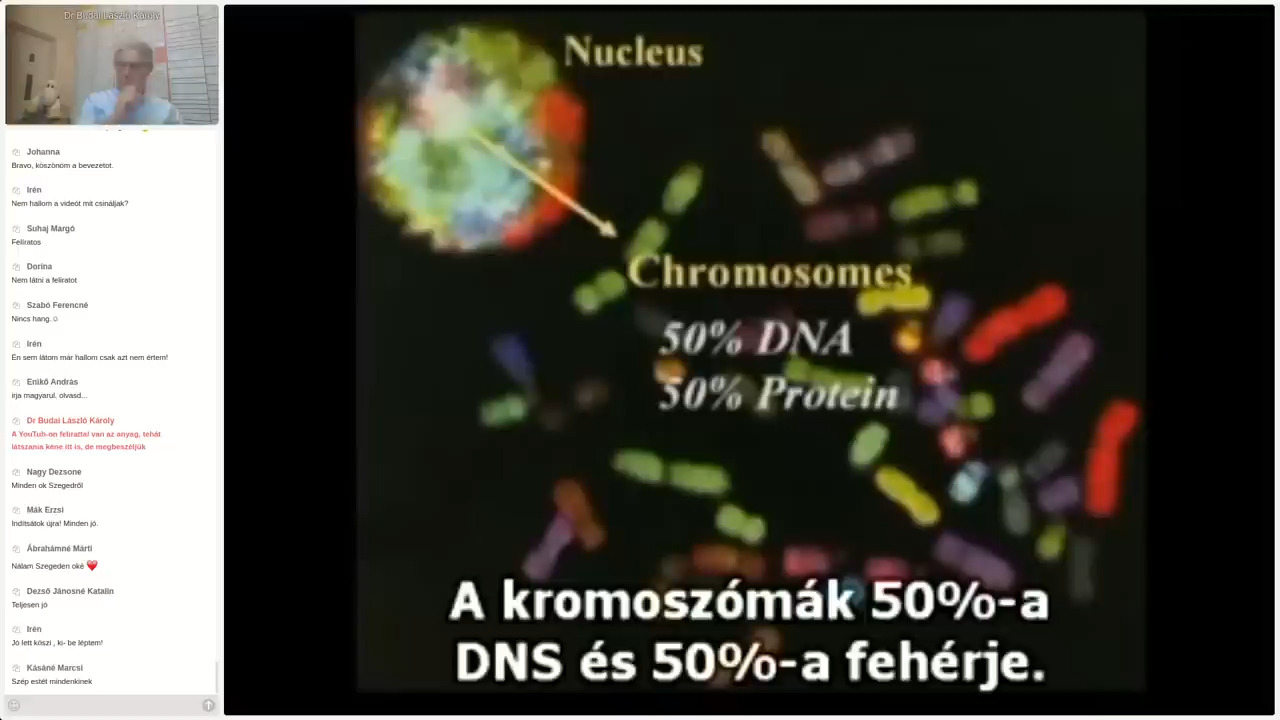 Dr Budai László Károly
Johanna
Bravo, köszönöm a bevezetot.
Irén
Nem hallom a videót mit csináljak?
Suhaj Margó
Feliratos
Dorina
Nem látni a feliratot
Szabó Ferencné
Nincs hang.☺
Irén
Én sem látom már hallom csak azt nem értem!
Enikő András
írja magyarul. olvasd...
Dr Budai László Károly
A YouTub-on felirattal van az anyag, tehát
látszania kéne itt is, de megbeszéljük
Nagy Dezsone
Minden ok Szegedről
Mák Erzsi
Indítsátok újra! Minden jó.
Ábrahámné Márti
Nálam Szegeden oké ❤️
Dezső Jánosné Katalin
Teljesen jó
Irén
Jó lett köszi , ki- be léptem!
Kásáné Marcsi
Szép estét mindenkinek
Nucleus
Chromosomes
50% DNA
50% Protein
A kromoszómák 50%-a
DNS és 50%-a fehérje.